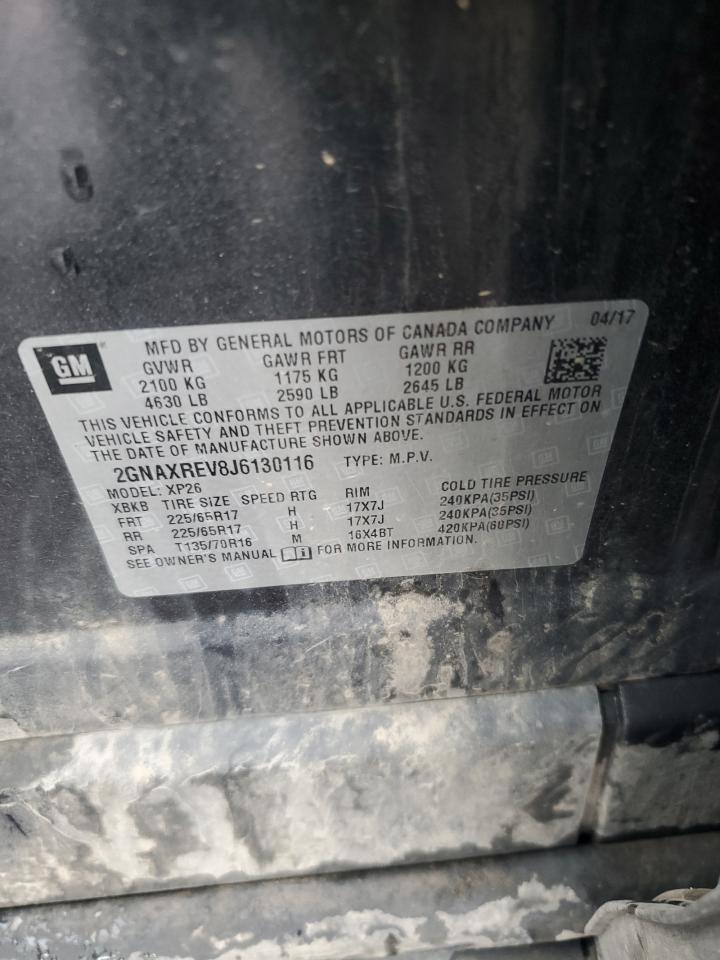 GM
MFD BY GENERAL MOTORS OF CANADA COMPANY 04/17
GVWR GAWR FRT GAWR RR
2100 KG 1175 KG 1200 KG
4630 LB 2590 LB 2645 LB
THIS VEHICLE CONFORMS TO ALL APPLICABLE U.S. FEDERAL MOTOR
VEHICLE SAFETY AND THEFT PREVENTION STANDARDS IN EFFECT ON
THE DATE OF MANUFACTURE SHOWN ABOVE.
2GNAXREV8J6130116 TYPE: M.P.V.
MODEL: XP26
XBKB TIRE SIZE SPEED RTG RIM COLD TIRE PRESSURE
FRT 225/65R17 H 17X7J 240KPA(35PSI)
RR 225/65R17 H 17X7J 240KPA(35PSI)
SPA T135/70R16 M 16X4BT 420KPA(60PSI)
SEE OWNER'S MANUAL i FOR MORE INFORMATION.